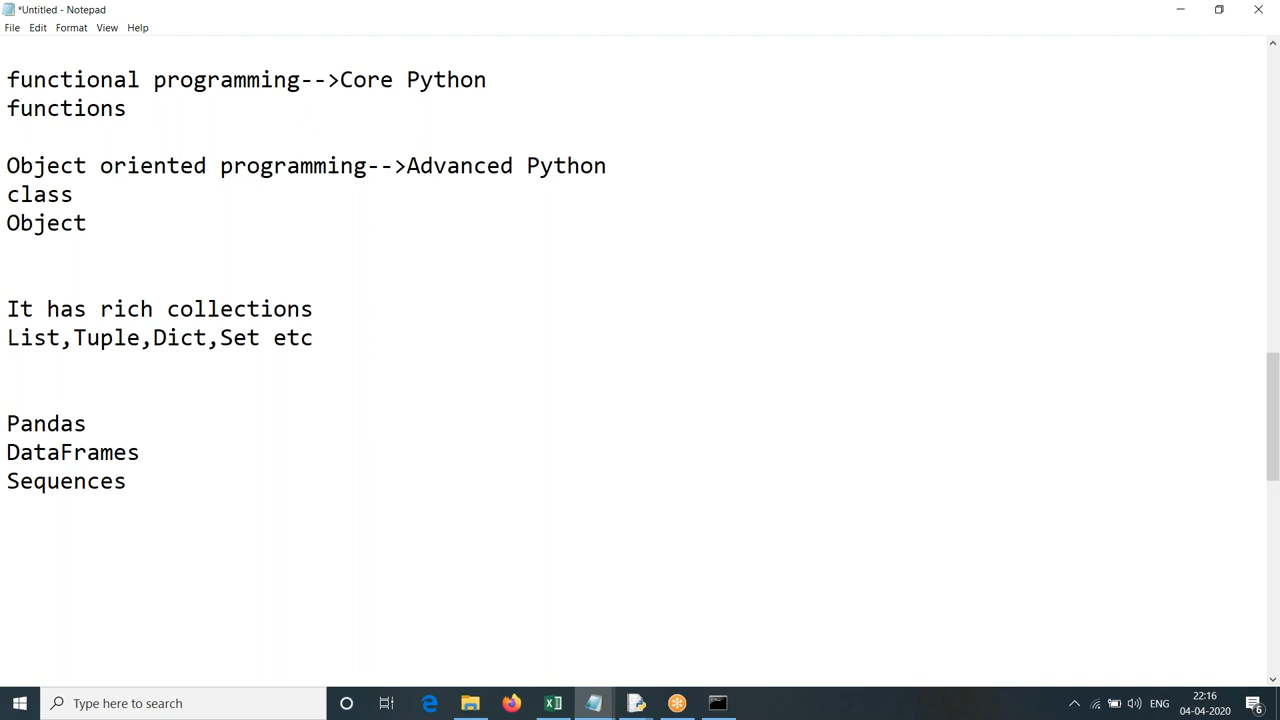 *Untitled - Notepad
File Edit Format View Help
functional programming-->Core Python
functions
Object oriented programming-->Advanced Python
class
Object
It has rich collections
List,Tuple,Dict,Set etc
Pandas
DataFrames
Sequences
Type here to search
ENG
22:16
04-04-2020
6